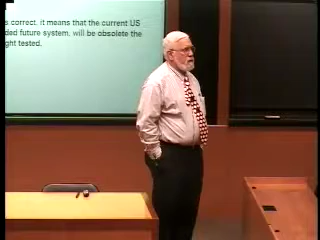 s correct, it means that the current US
ded future system, will be obsolete the
ght tested.